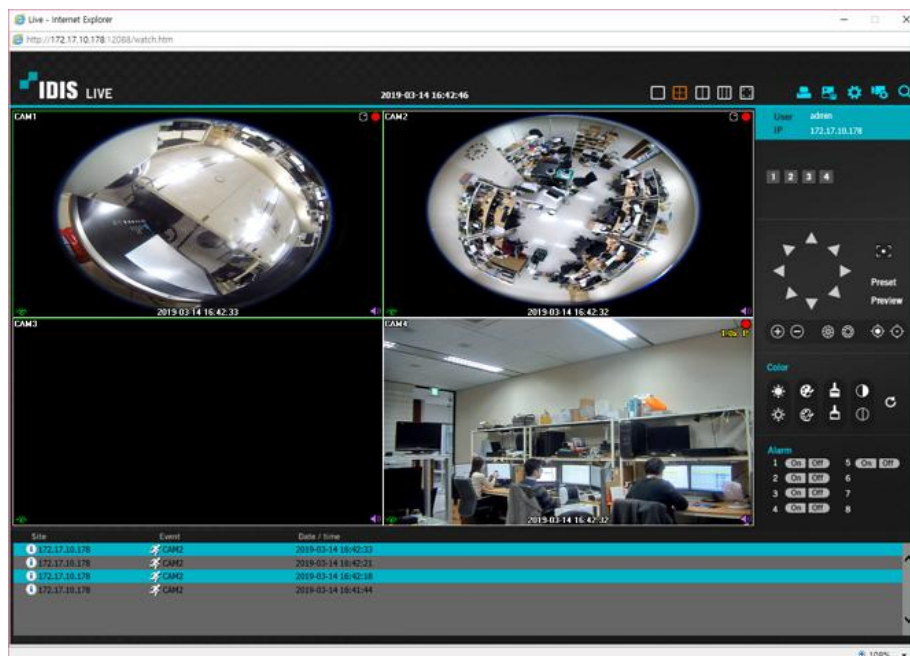 Live - Internet Explorer
http://172.17.10.178:12088/watch.htm
IDIS LIVE
2019-03-14 16:42:46
CAM1
2019-03-14 16:42:33
CAM2
2019-03-14 16:42:32
CAM3
CAM4
1.0x P
2019-03-14 16:42:32
User admin
IP 172.17.10.178
1 2 3 4
Preset
Preview
Color
Alarm
1 On Off 5 On Off
2 On Off 6
3 On Off 7
4 On Off 8
Site Event Date / time
172.17.10.178 CAM2 2019-03-14 16:42:33
172.17.10.178 CAM2 2019-03-14 16:42:21
172.17.10.178 CAM2 2019-03-14 16:42:18
172.17.10.178 CAM2 2019-03-14 16:41:44
108%